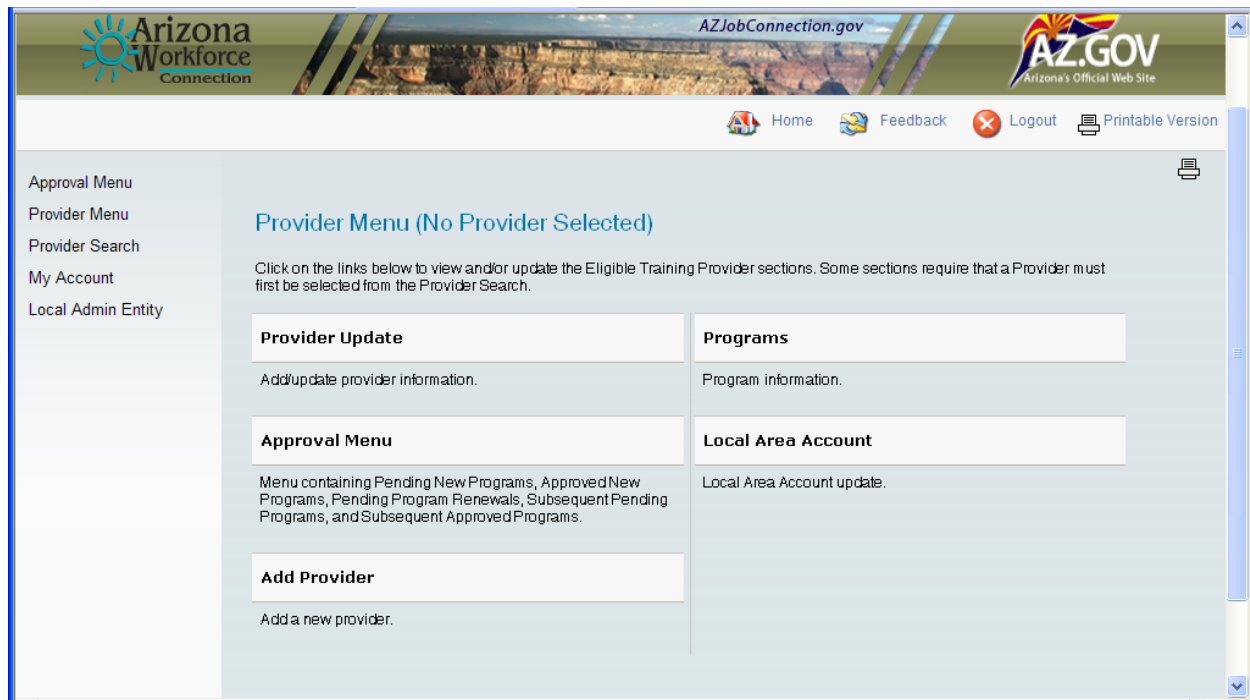 Arizona
Workforce
Connection
AZJobConnection.gov
AZ.GOV
Arizona's Official Web Site
Home Feedback Logout Printable Version
Approval Menu
Provider Menu
Provider Search
My Account
Local Admin Entity
Provider Menu (No Provider Selected)
Click on the links below to view and/or update the Eligible Training Provider sections. Some sections require that a Provider must
first be selected from the Provider Search.
Provider Update
Add/update provider information.
Programs
Program information.
Approval Menu
Menu containing Pending New Programs, Approved New
Programs, Pending Program Renewals, Subsequent Pending
Programs, and Subsequent Approved Programs.
Local Area Account
Local Area Account update.
Add Provider
Add a new provider.